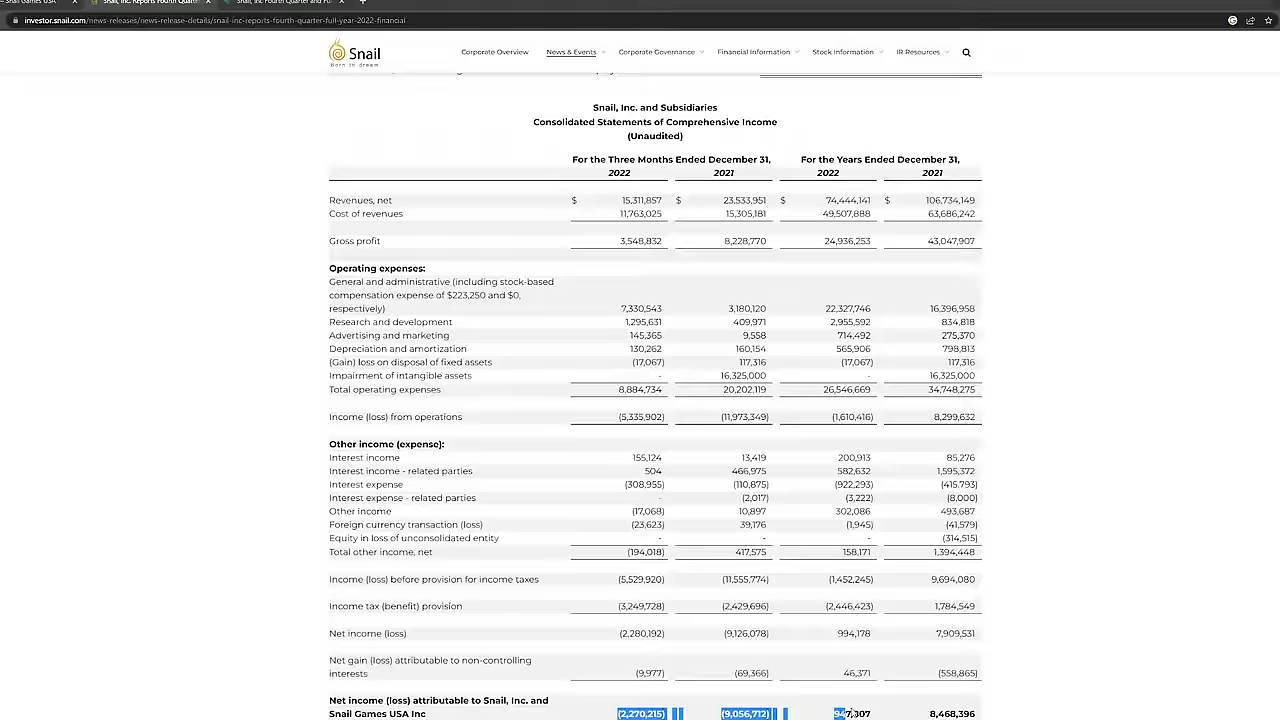 Snail Games USA
Snail, Inc. Reports Fourth Quart
Snail, Inc Fourth Quarter and Fu
investor.snail.com/news-releases/news-release-details/snail-inc-reports-fourth-quarter-full-year-2022-financial
Snail
Born to dream
Corporate Overview News & Events Corporate Governance Financial Information Stock Information IR Resources
Snail, Inc. and Subsidiaries
Consolidated Statements of Comprehensive Income
(Unaudited)
For the Three Months Ended December 31, For the Years Ended December 31,
2022 2021 2022 2021
Revenues, net $ 15,311,857 $ 23,533,951 $ 74,444,141 $ 106,734,149
Cost of revenues 11,763,025 15,305,181 49,507,888 63,686,242
Gross profit 3,548,832 8,228,770 24,936,253 43,047,907
Operating expenses:
General and administrative (including stock-based
compensation expense of $223,250 and $0,
respectively) 7,330,543 3,180,120 22,327,746 16,396,958
Research and development 1,295,631 409,971 2,955,592 834,818
Advertising and marketing 145,365 9,558 714,492 275,370
Depreciation and amortization 130,262 160,154 565,906 798,813
(Gain) loss on disposal of fixed assets (17,067) 117,316 (17,067) 117,316
Impairment of intangible assets - 16,325,000 - 16,325,000
Total operating expenses 8,884,734 20,202,119 26,546,669 34,748,275
Income (loss) from operations (5,335,902) (11,973,349) (1,610,416) 8,299,632
Other income (expense):
Interest income 155,124 13,419 200,913 85,276
Interest income - related parties 504 466,975 582,632 1,595,372
Interest expense (308,955) (110,875) (922,293) (415,793)
Interest expense - related parties - (2,017) (3,222) (8,000)
Other income (17,068) 10,897 302,086 493,687
Foreign currency transaction (loss) (23,623) 39,176 (1,945) (41,579)
Equity in loss of unconsolidated entity - - - (314,515)
Total other income, net (194,018) 417,575 158,171 1,394,448
Income (loss) before provision for income taxes (5,529,920) (11,555,774) (1,452,245) 9,694,080
Income tax (benefit) provision (3,249,728) (2,429,696) (2,446,423) 1,784,549
Net income (loss) (2,280,192) (9,126,078) 994,178 7,909,531
Net gain (loss) attributable to non-controlling
interests (9,977) (69,366) 46,371 (558,865)
Net income (loss) attributable to Snail, Inc. and
Snail Games USA Inc (2,270,215) (9,056,712) 947,807 8,468,396